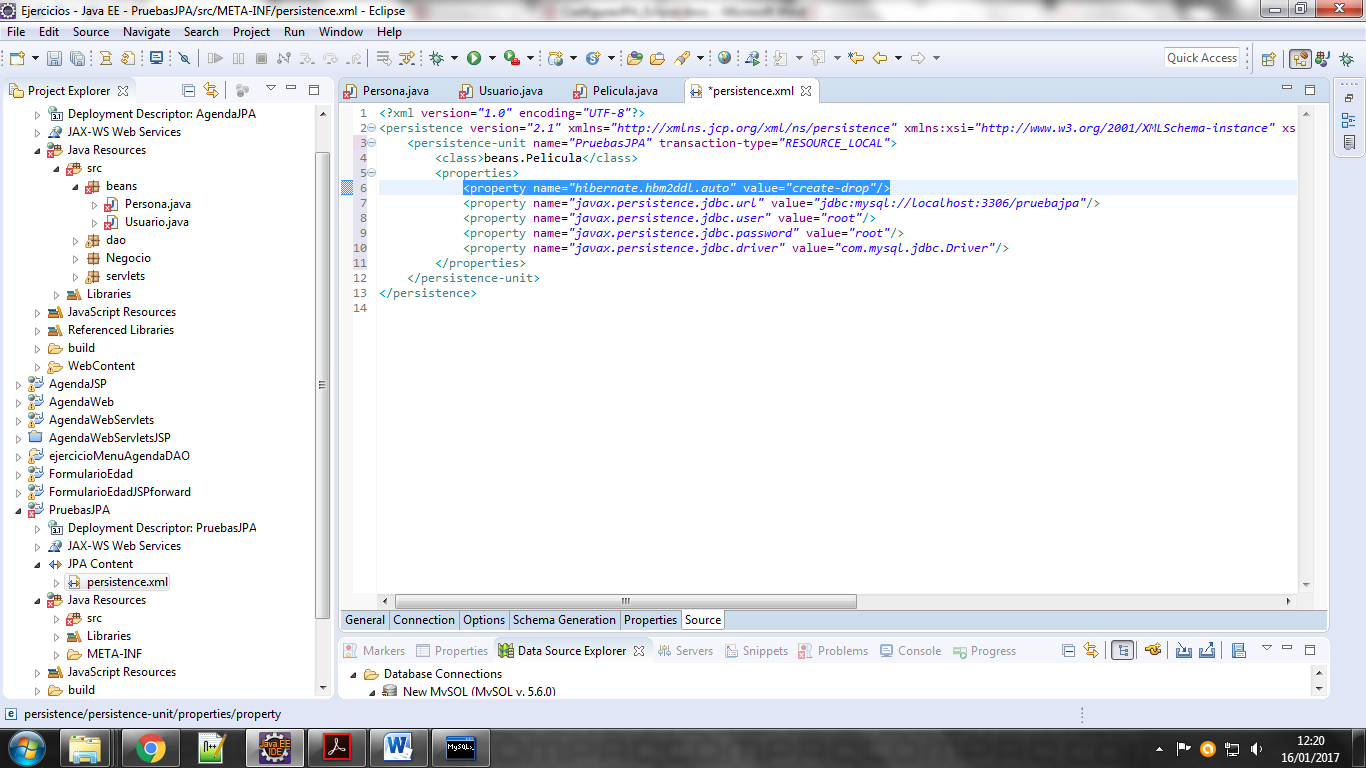 Ejercicios - Java EE - PruebasJPA/src/META-INF/persistence.xml - Eclipse
File Edit Source Navigate Search Project Run Window Help
Quick Access
Project Explorer
Deployment Descriptor: AgendaJPA
JAX-WS Web Services
Java Resources
src
beans
Persona.java
Usuario.java
dao
Negocio
servlets
Libraries
JavaScript Resources
Referenced Libraries
build
WebContent
AgendaJSP
AgendaWeb
AgendaWebServlets
AgendaWebServletsJSP
ejercicioMenuAgendaDAO
FormularioEdad
FormularioEdadJSPforward
PruebasJPA
Deployment Descriptor: PruebasJPA
JAX-WS Web Services
JPA Content
persistence.xml
Java Resources
src
Libraries
META-INF
JavaScript Resources
build
Persona.java Usuario.java Pelicula.java *persistence.xml
1 <?xml version="1.0" encoding="UTF-8"?>
2 <persistence version="2.1" xmlns="http://xmlns.jcp.org/xml/ns/persistence" xmlns:xsi="http://www.w3.org/2001/XMLSchema-instance" xs
3 <persistence-unit name="PruebasJPA" transaction-type="RESOURCE_LOCAL">
4 <class>beans.Pelicula</class>
5 <properties>
6 <property name="hibernate.hbm2ddl.auto" value="create-drop"/>
7 <property name="javax.persistence.jdbc.url" value="jdbc:mysql://localhost:3306/pruebajpa"/>
8 <property name="javax.persistence.jdbc.user" value="root"/>
9 <property name="javax.persistence.jdbc.password" value="root"/>
10 <property name="javax.persistence.jdbc.driver" value="com.mysql.jdbc.Driver"/>
11 </properties>
12 </persistence-unit>
13 </persistence>
14
General Connection Options Schema Generation Properties Source
Markers Properties Data Source Explorer Servers Snippets Problems Console Progress
Database Connections
New MySQL (MySQL v. 5.6.0)
persistence/persistence-unit/properties/property
12:20
16/01/2017